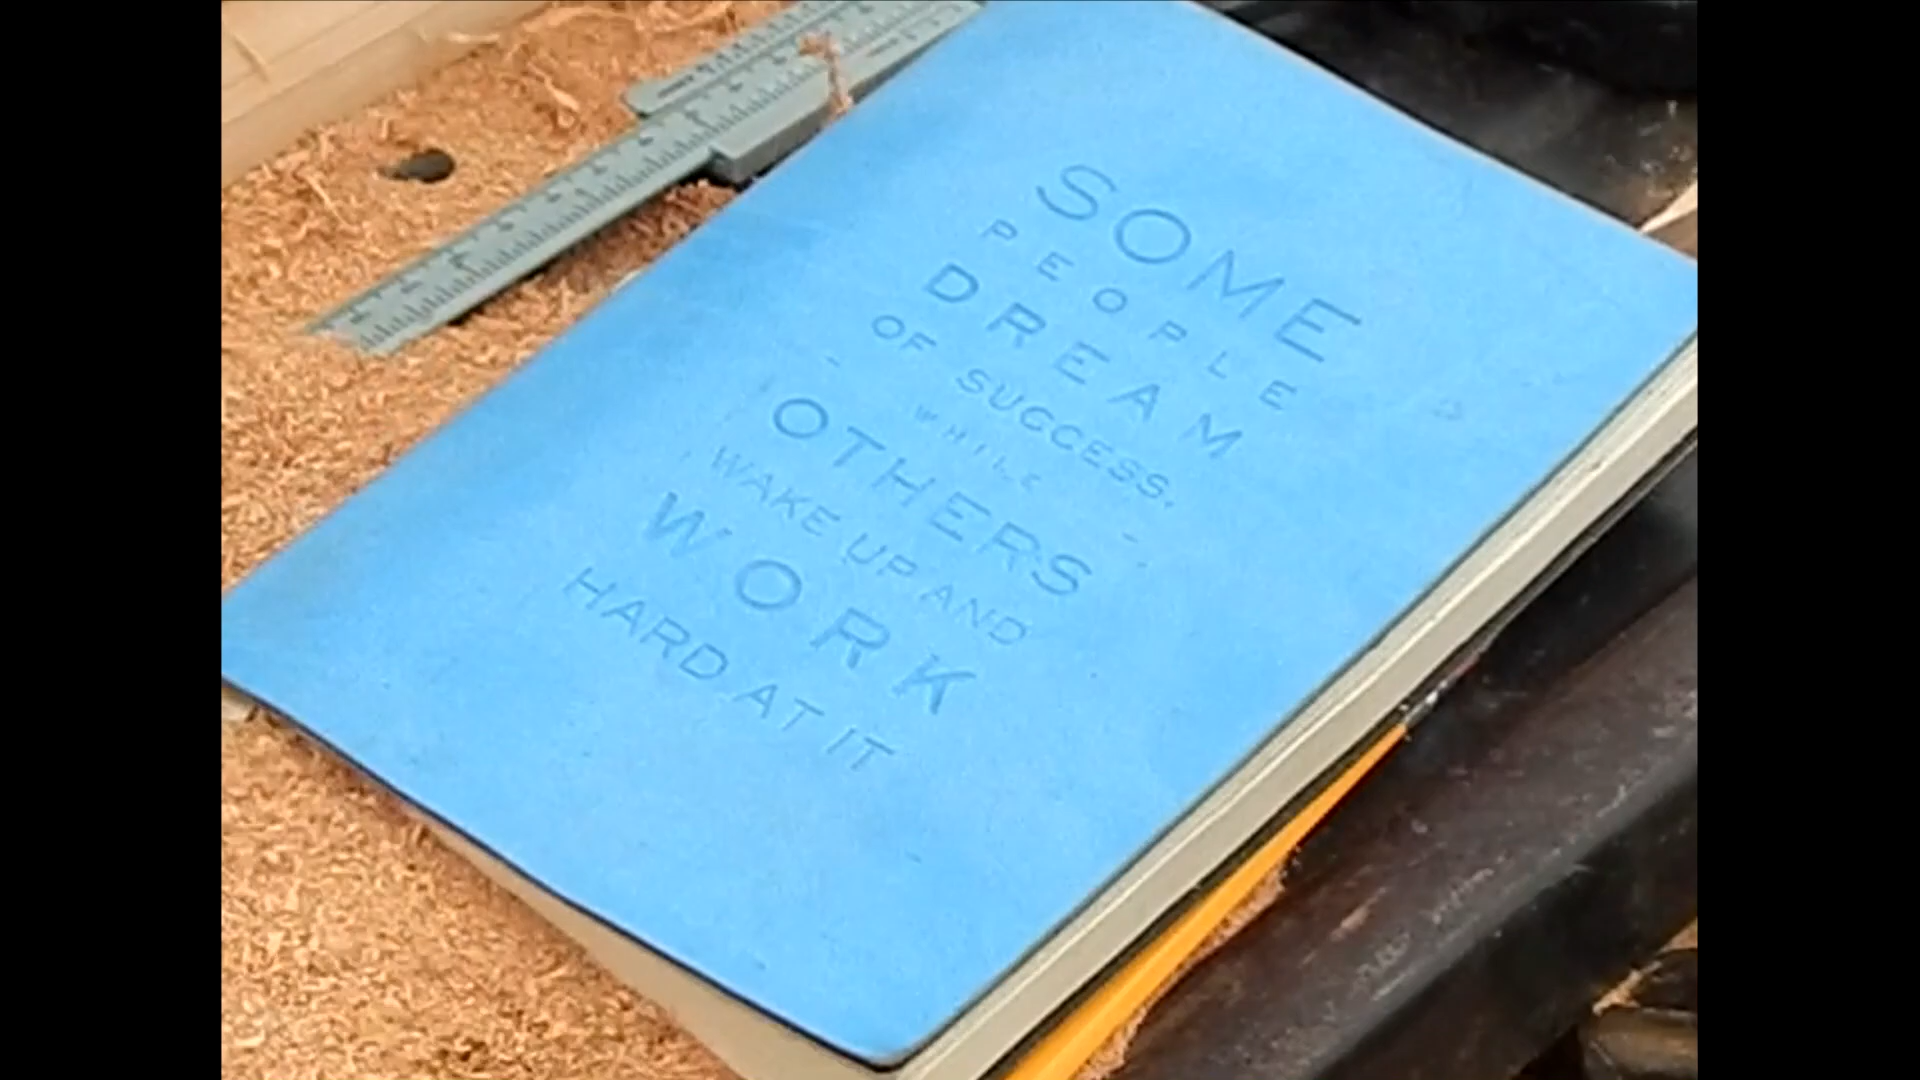 SOME
PEOPLE
DREAM
OF SUCCESS,
- WHILE -
OTHERS
WAKE UP AND
WORK
HARD AT IT